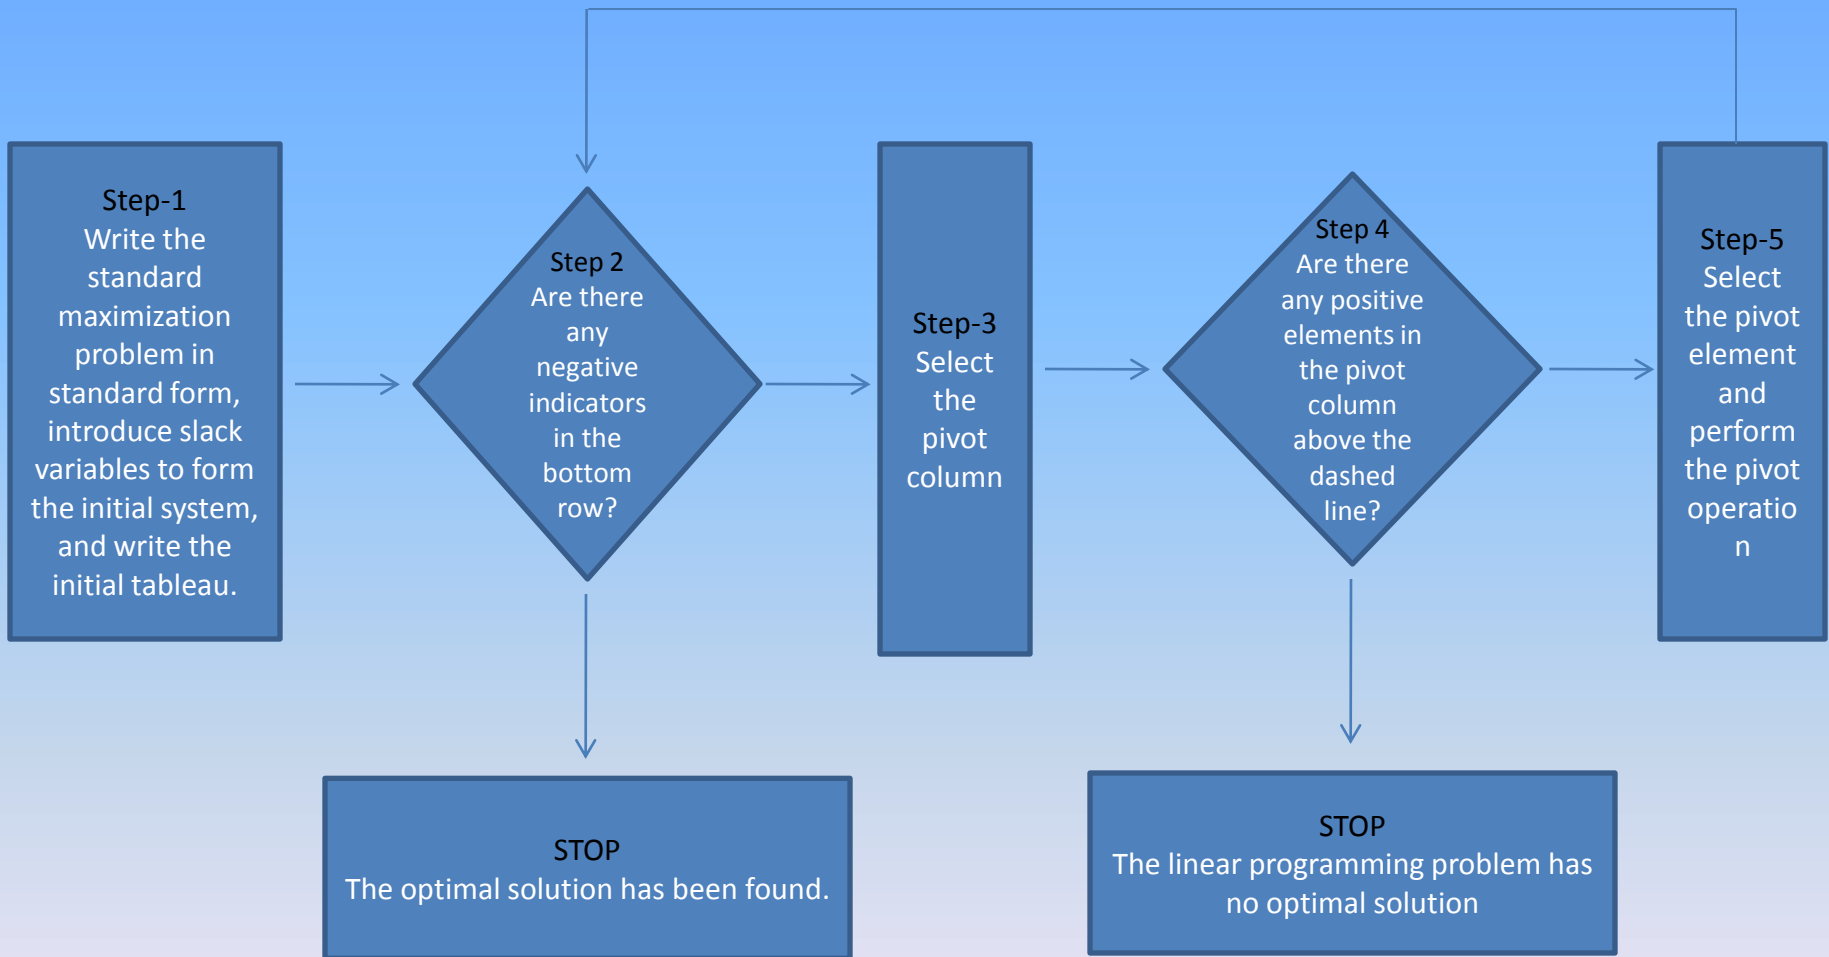 Step-1
Write the
standard
maximization
problem in
standard form,
introduce slack
variables to form
the initial system,
and write the
initial tableau.
Step 2
Are there
any
negative
indicators
in the
bottom
row?
Step-3
Select
the
pivot
column
Step 4
Are there
any positive
elements in
the pivot
column
above the
dashed
line?
Step-5
Select
the pivot
element
and
perform
the pivot
operatio
n
STOP
The optimal solution has been found.
STOP
The linear programming problem has
no optimal solution